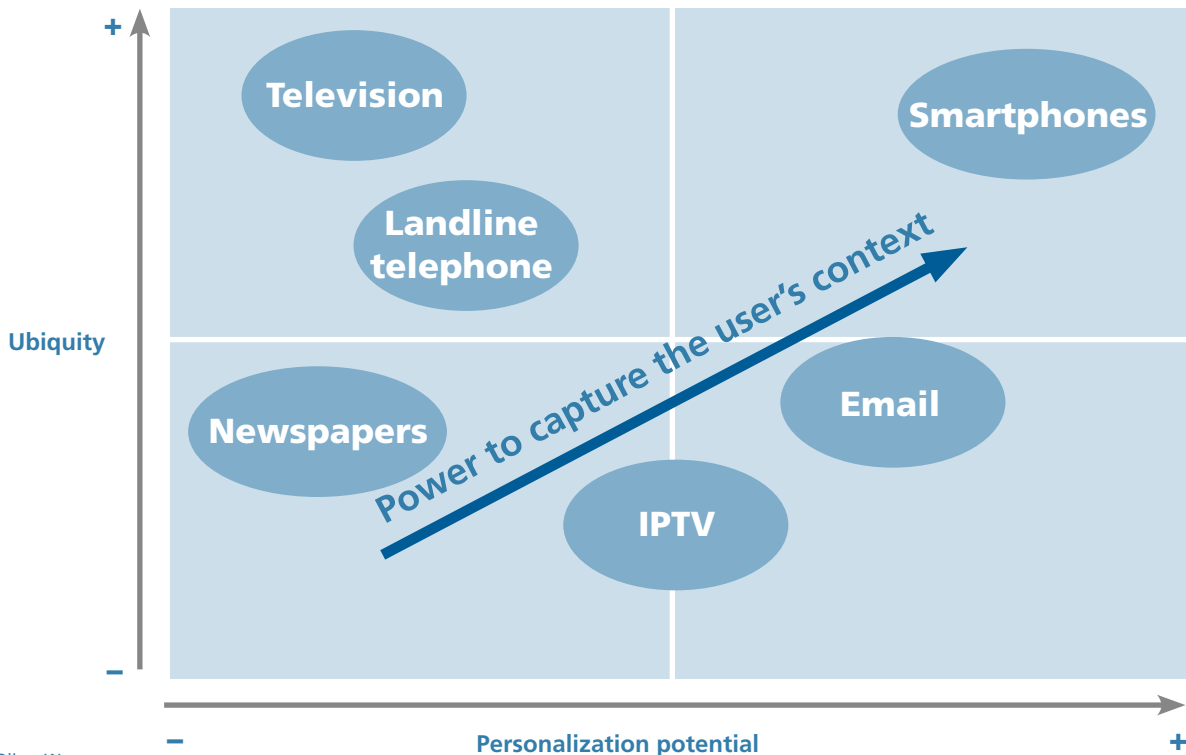 +
Television
Smartphones
Landline
telephone
Power to capture the user's context
Ubiquity
Email
Newspapers
IPTV
–
–
Personalization potential
+